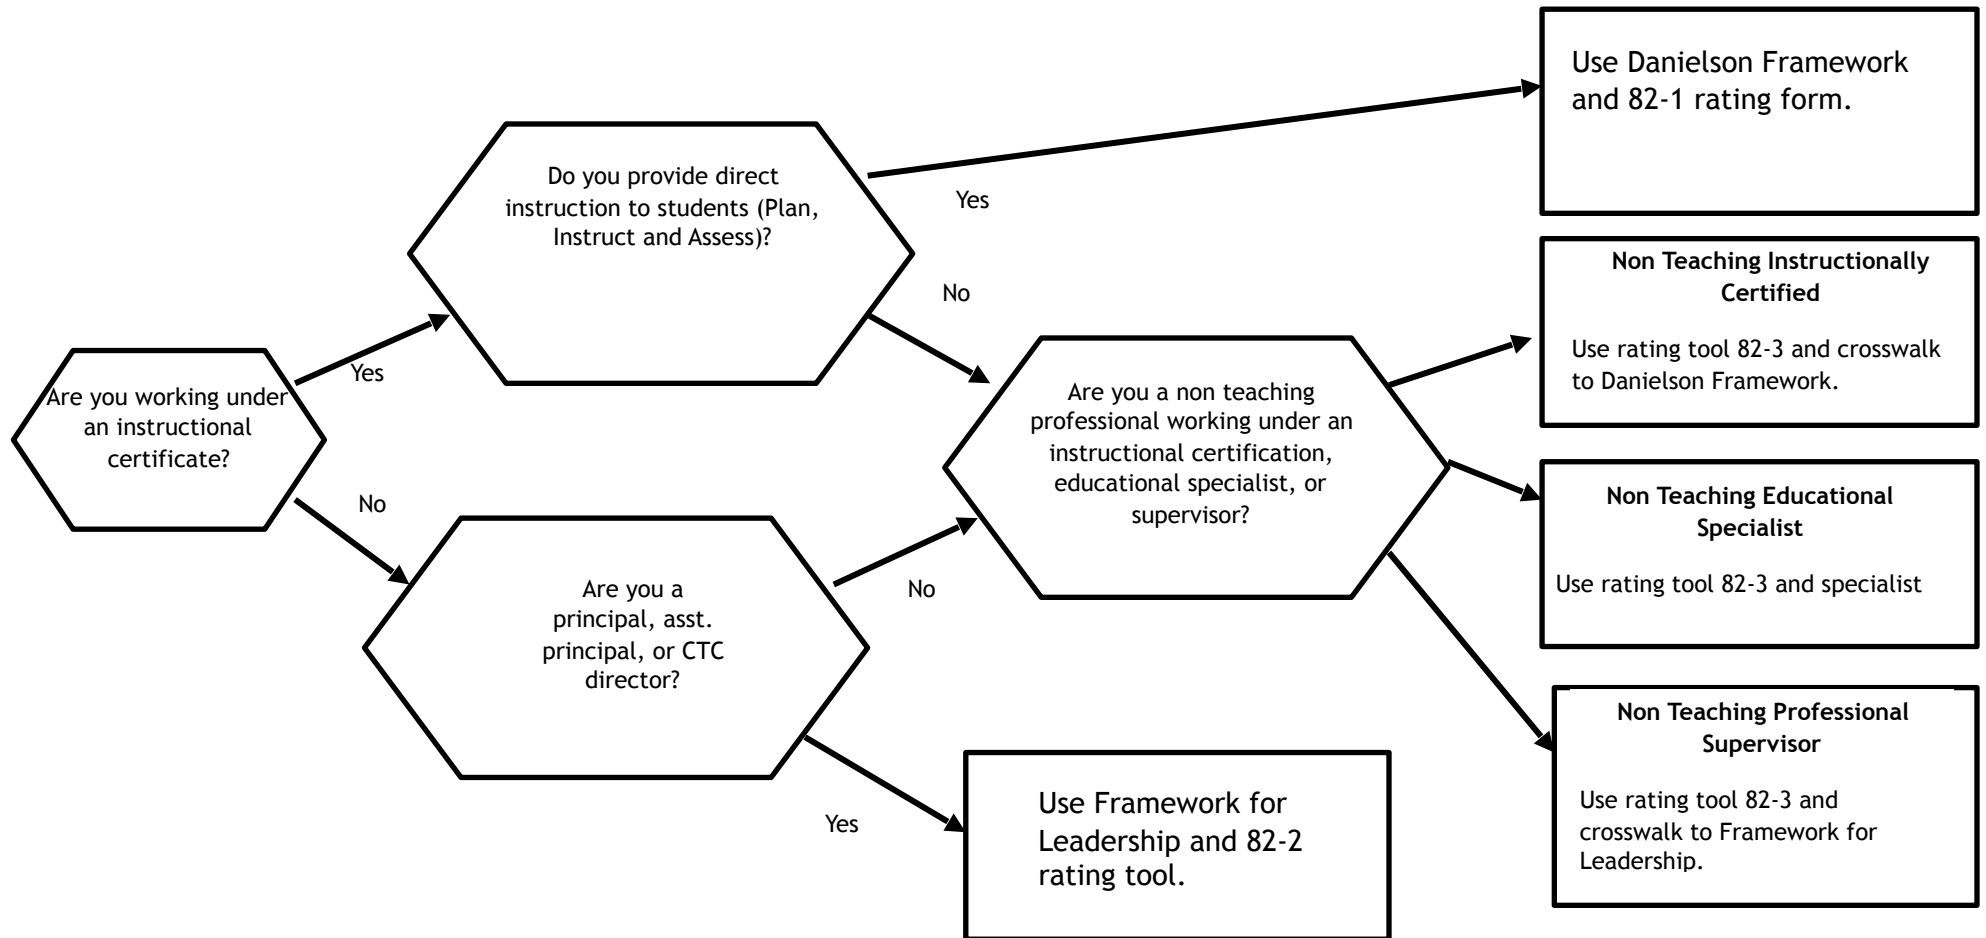 Use Danielson Framework
and 82-1 rating form.
Do you provide direct
instruction to students (Plan,
Instruct and Assess)?
Yes
Non Teaching Instructionally
Certified
Use rating tool 82-3 and crosswalk
to Danielson Framework.
No
Are you working under
an instructional
certificate?
Yes
No
Are you a non teaching
professional working under an
instructional certification,
educational specialist, or
supervisor?
Non Teaching Educational
Specialist
Use rating tool 82-3 and specialist
Are you a
principal, asst.
principal, or CTC
director?
No
Yes
Non Teaching Professional
Supervisor
Use rating tool 82-3 and
crosswalk to Framework for
Leadership.
Use Framework for
Leadership and 82-2
rating tool.